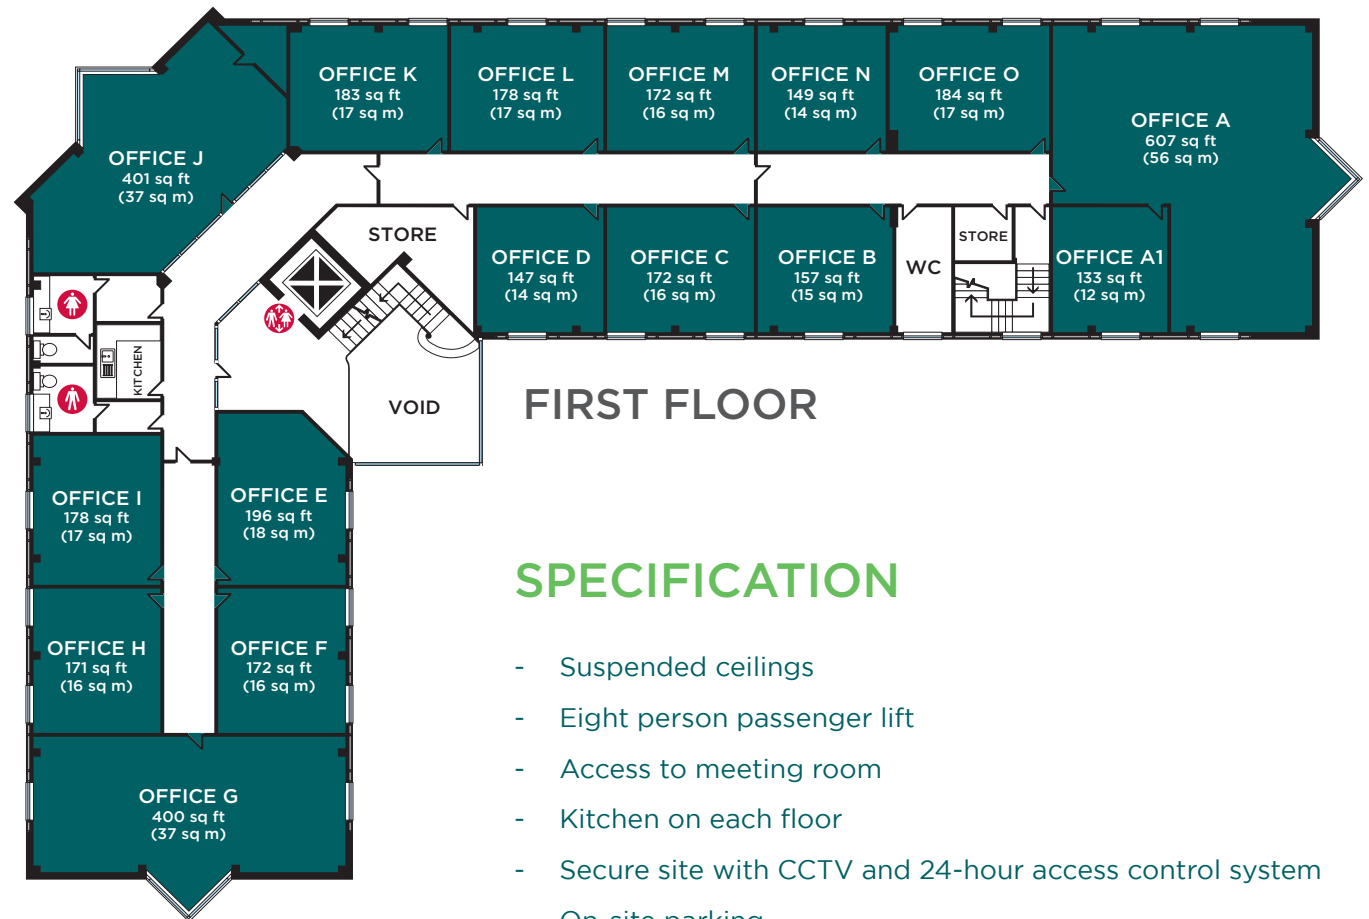 OFFICE K
183 sq ft
(17 sq m)
OFFICE L
178 sq ft
(17 sq m)
OFFICE M
172 sq ft
(16 sq m)
OFFICE N
149 sq ft
(14 sq m)
OFFICE O
184 sq ft
(17 sq m)
OFFICE A
607 sq ft
(56 sq m)
OFFICE J
401 sq ft
(37 sq m)
STORE
OFFICE D
147 sq ft
(14 sq m)
OFFICE C
172 sq ft
(16 sq m)
OFFICE B
157 sq ft
(15 sq m)
WC
STORE
OFFICE A1
133 sq ft
(12 sq m)
KITCHEN
VOID
FIRST FLOOR
OFFICE I
178 sq ft
(17 sq m)
OFFICE E
196 sq ft
(18 sq m)
OFFICE H
171 sq ft
(16 sq m)
OFFICE F
172 sq ft
(16 sq m)
OFFICE G
400 sq ft
(37 sq m)
SPECIFICATION
- Suspended ceilings
- Eight person passenger lift
- Access to meeting room
- Kitchen on each floor
- Secure site with CCTV and 24-hour access control system
On-site parking